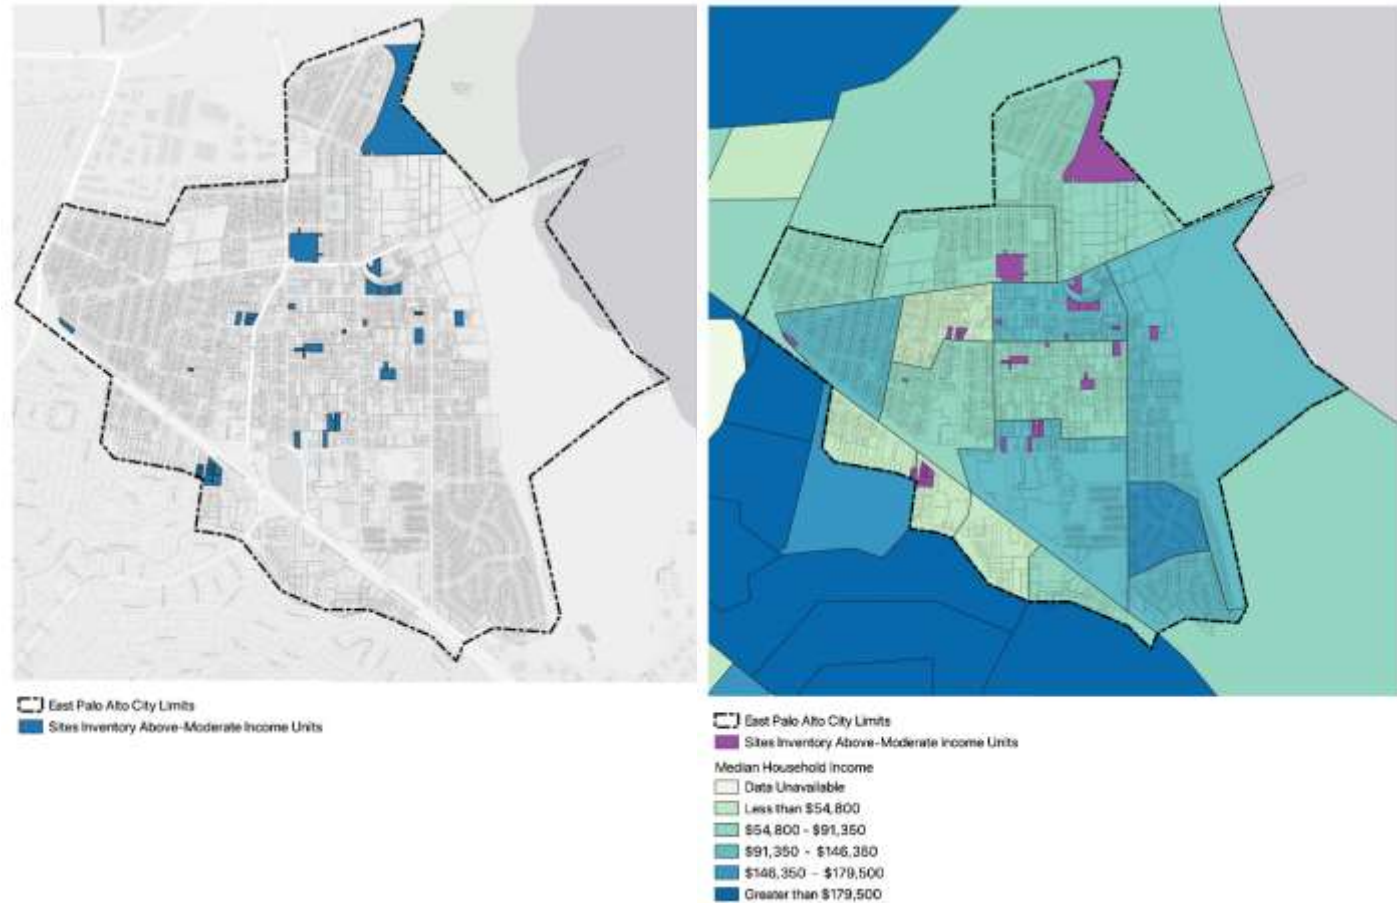 East Palo Alto City Limits
Sites Inventory Above-Moderate Income Units
East Palo Alto City Limits
Sites Inventory Above-Moderate Income Units
Median Household Income
Data Unavailable
Less than $54,800
$54,800 - $91,350
$91,350 - $146,350
$146,350 - $179,500
Greater than $179,500